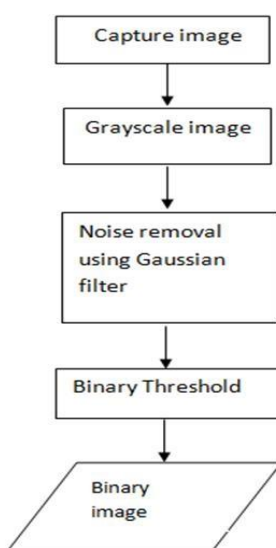 Capture image
Grayscale image
Noise removal
using Gaussian
filter
Binary Threshold
Binary
image